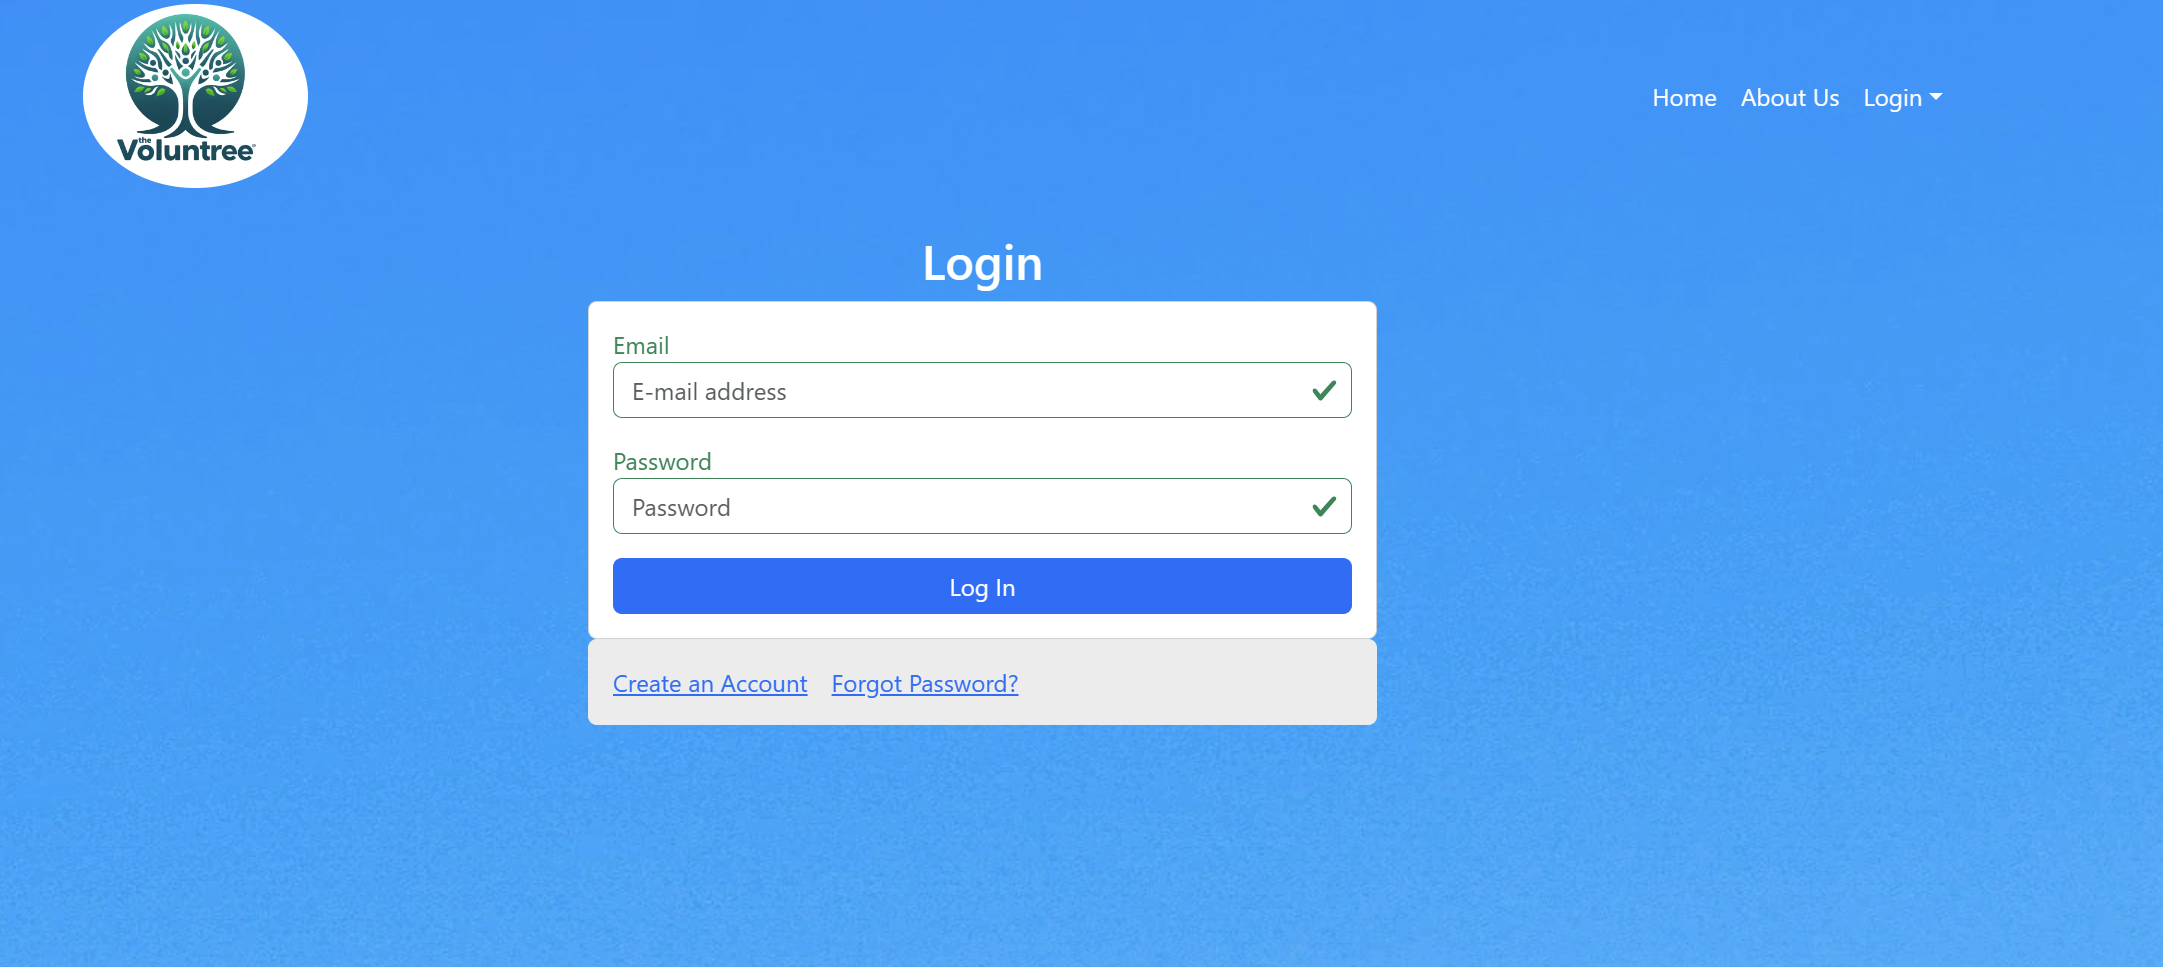 the
Voluntree
Home About Us Login
Login
Email
E-mail address
Password
Password
Log In
Create an Account Forgot Password?